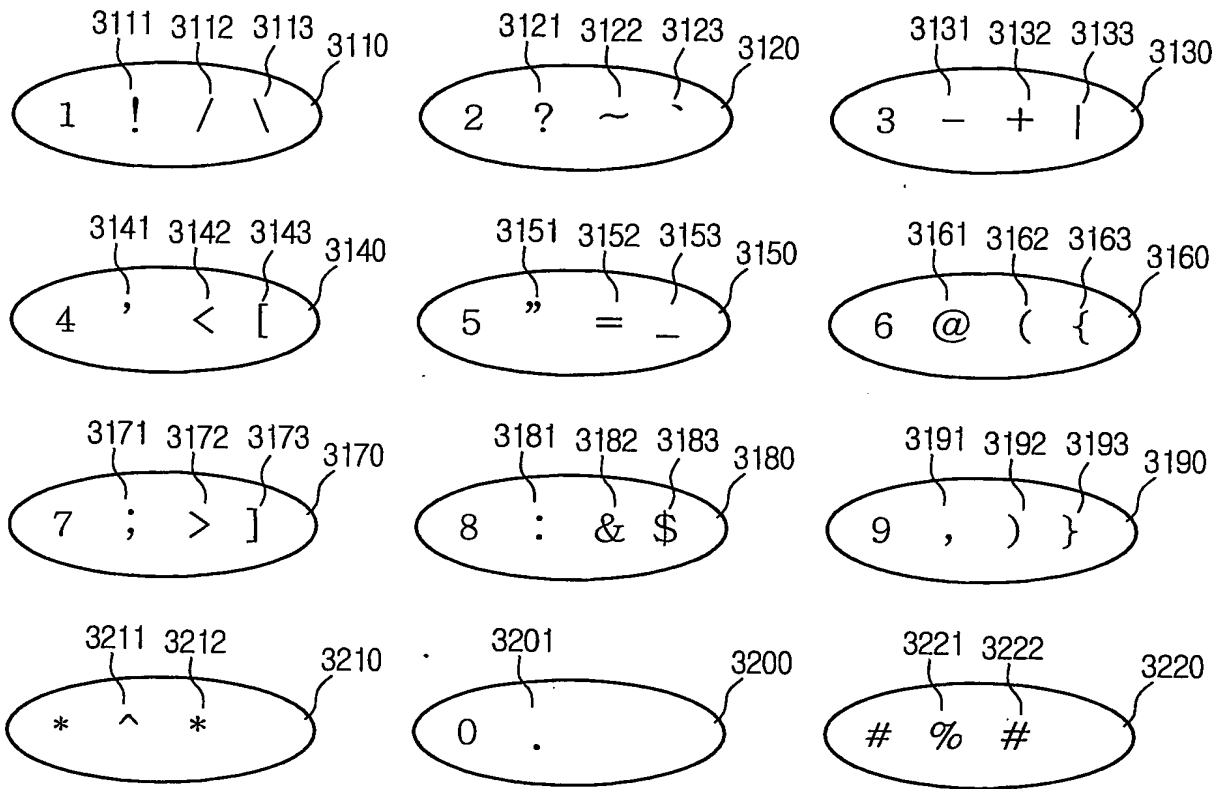 3111 3112 3113 3110
1 ! / \
3121 3122 3123 3120
2 ? ~ `
3131 3132 3133 3130
3 - + |
3141 3142 3143 3140
4 ’ < [
3151 3152 3153 3150
5 ” = _
3161 3162 3163 3160
6 @ ( {
3171 3172 3173 3170
7 ; > ]
3181 3182 3183 3180
8 : & $
3191 3192 3193 3190
9 , ) }
3211 3212 3210
* ^ *
3201 3200
0 .
3221 3222 3220
# % #